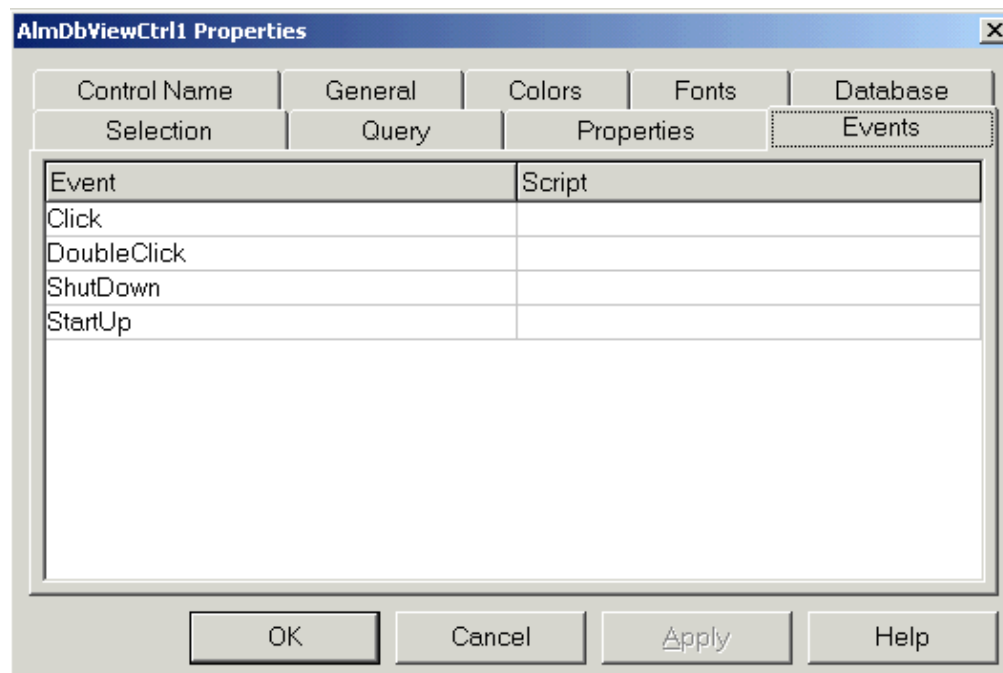 AlmDbViewCtrl1 Properties
Control Name General Colors Fonts Database
Selection Query Properties Events
Event Script
Click
DoubleClick
ShutDown
StartUp
OK Cancel Apply Help